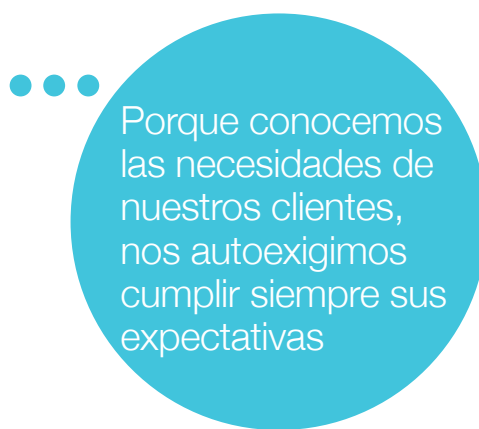 Porque conocemos
las necesidades de
nuestros clientes,
nos autoexigimos
cumplir siempre sus
expectativas